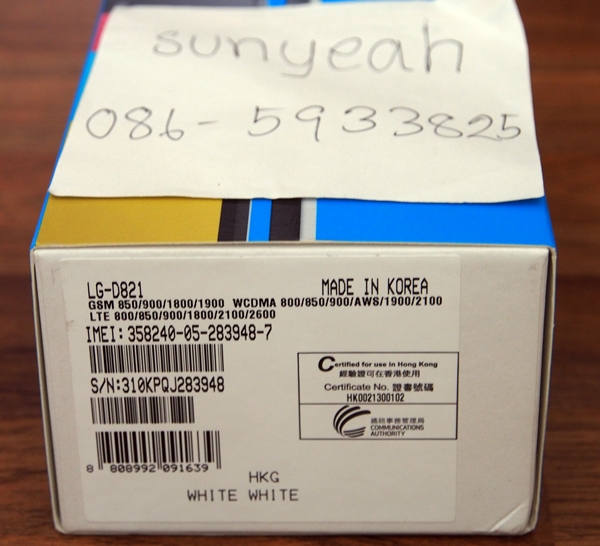 sunyeah
086-5933825
LG-D821 MADE IN KOREA
GSM 850/900/1800/1900 WCDMA 800/850/900/AWS/1900/2100
LTE 800/850/900/1800/2100/2600
IMEI: 358240-05-283948-7
S/N:310KPQJ283948
8 808992 091639
HKG
WHITE WHITE
Certified for use in Hong Kong
經驗證可在香港使用
Certificate No. 證書號碼
HK0021300102
通訊事務管理局
COMMUNICATIONS
AUTHORITY